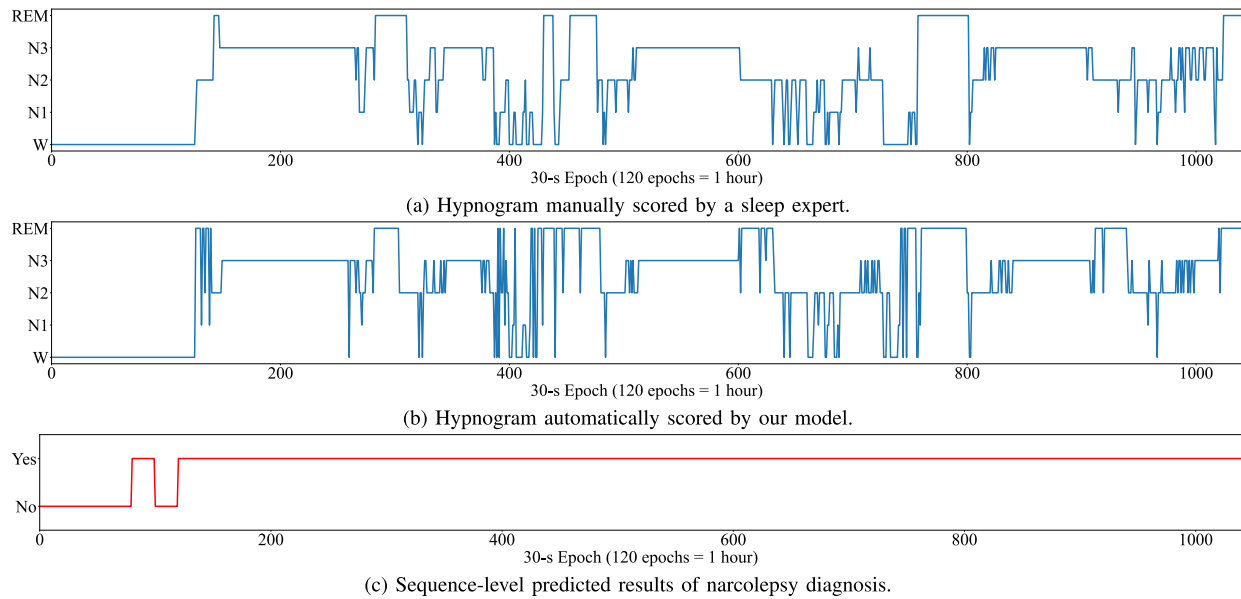 REM
N3
N2
N1
W
0 200 400 600 800 1000
30-s Epoch (120 epochs = 1 hour)
(a) Hypnogram manually scored by a sleep expert.
REM
N3
N2
N1
W
0 200 400 600 800 1000
30-s Epoch (120 epochs = 1 hour)
(b) Hypnogram automatically scored by our model.
Yes
No
0 200 400 600 800 1000
30-s Epoch (120 epochs = 1 hour)
(c) Sequence-level predicted results of narcolepsy diagnosis.